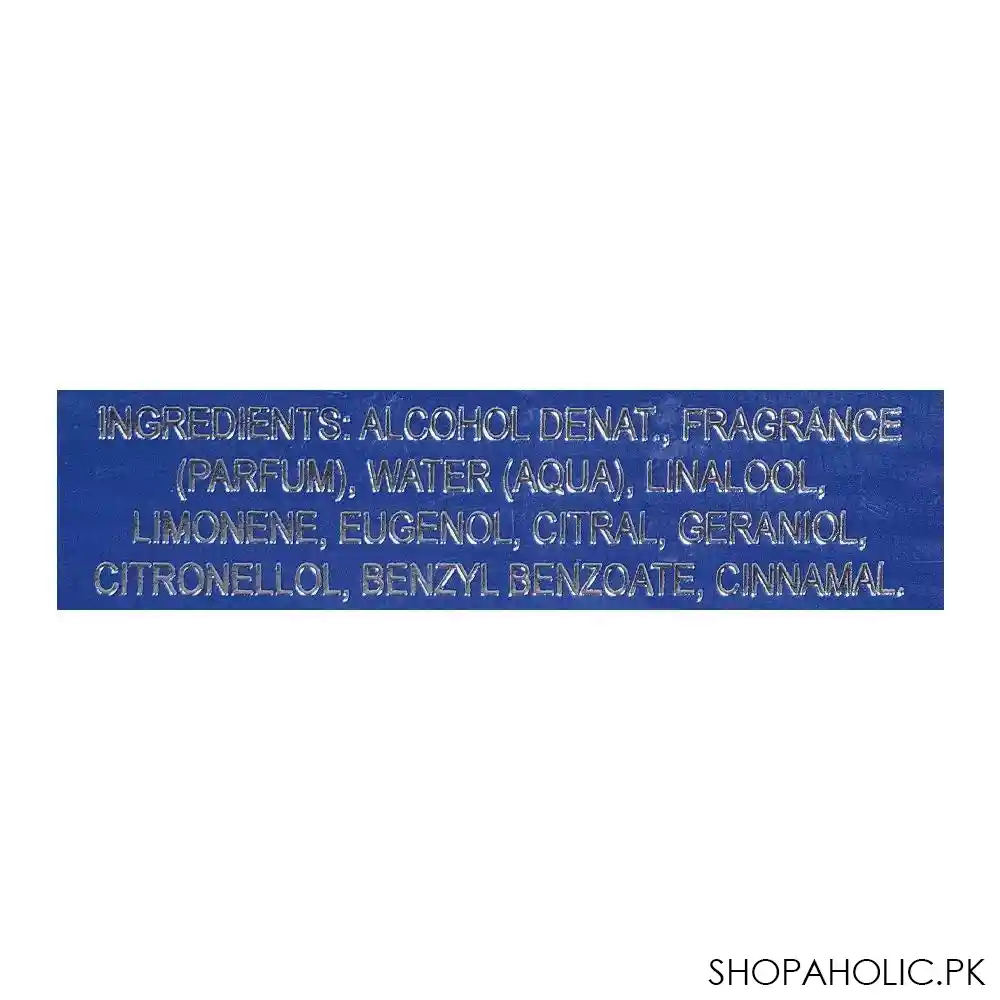 INGREDIENTS: ALCOHOL DENAT., FRAGRANCE
(PARFUM), WATER (AQUA), LINALOOL,
LIMONENE, EUGENOL, CITRAL, GERANIOL,
CITRONELLOL, BENZYL BENZOATE, CINNAMAL.
SHOPAHOLIC.PK